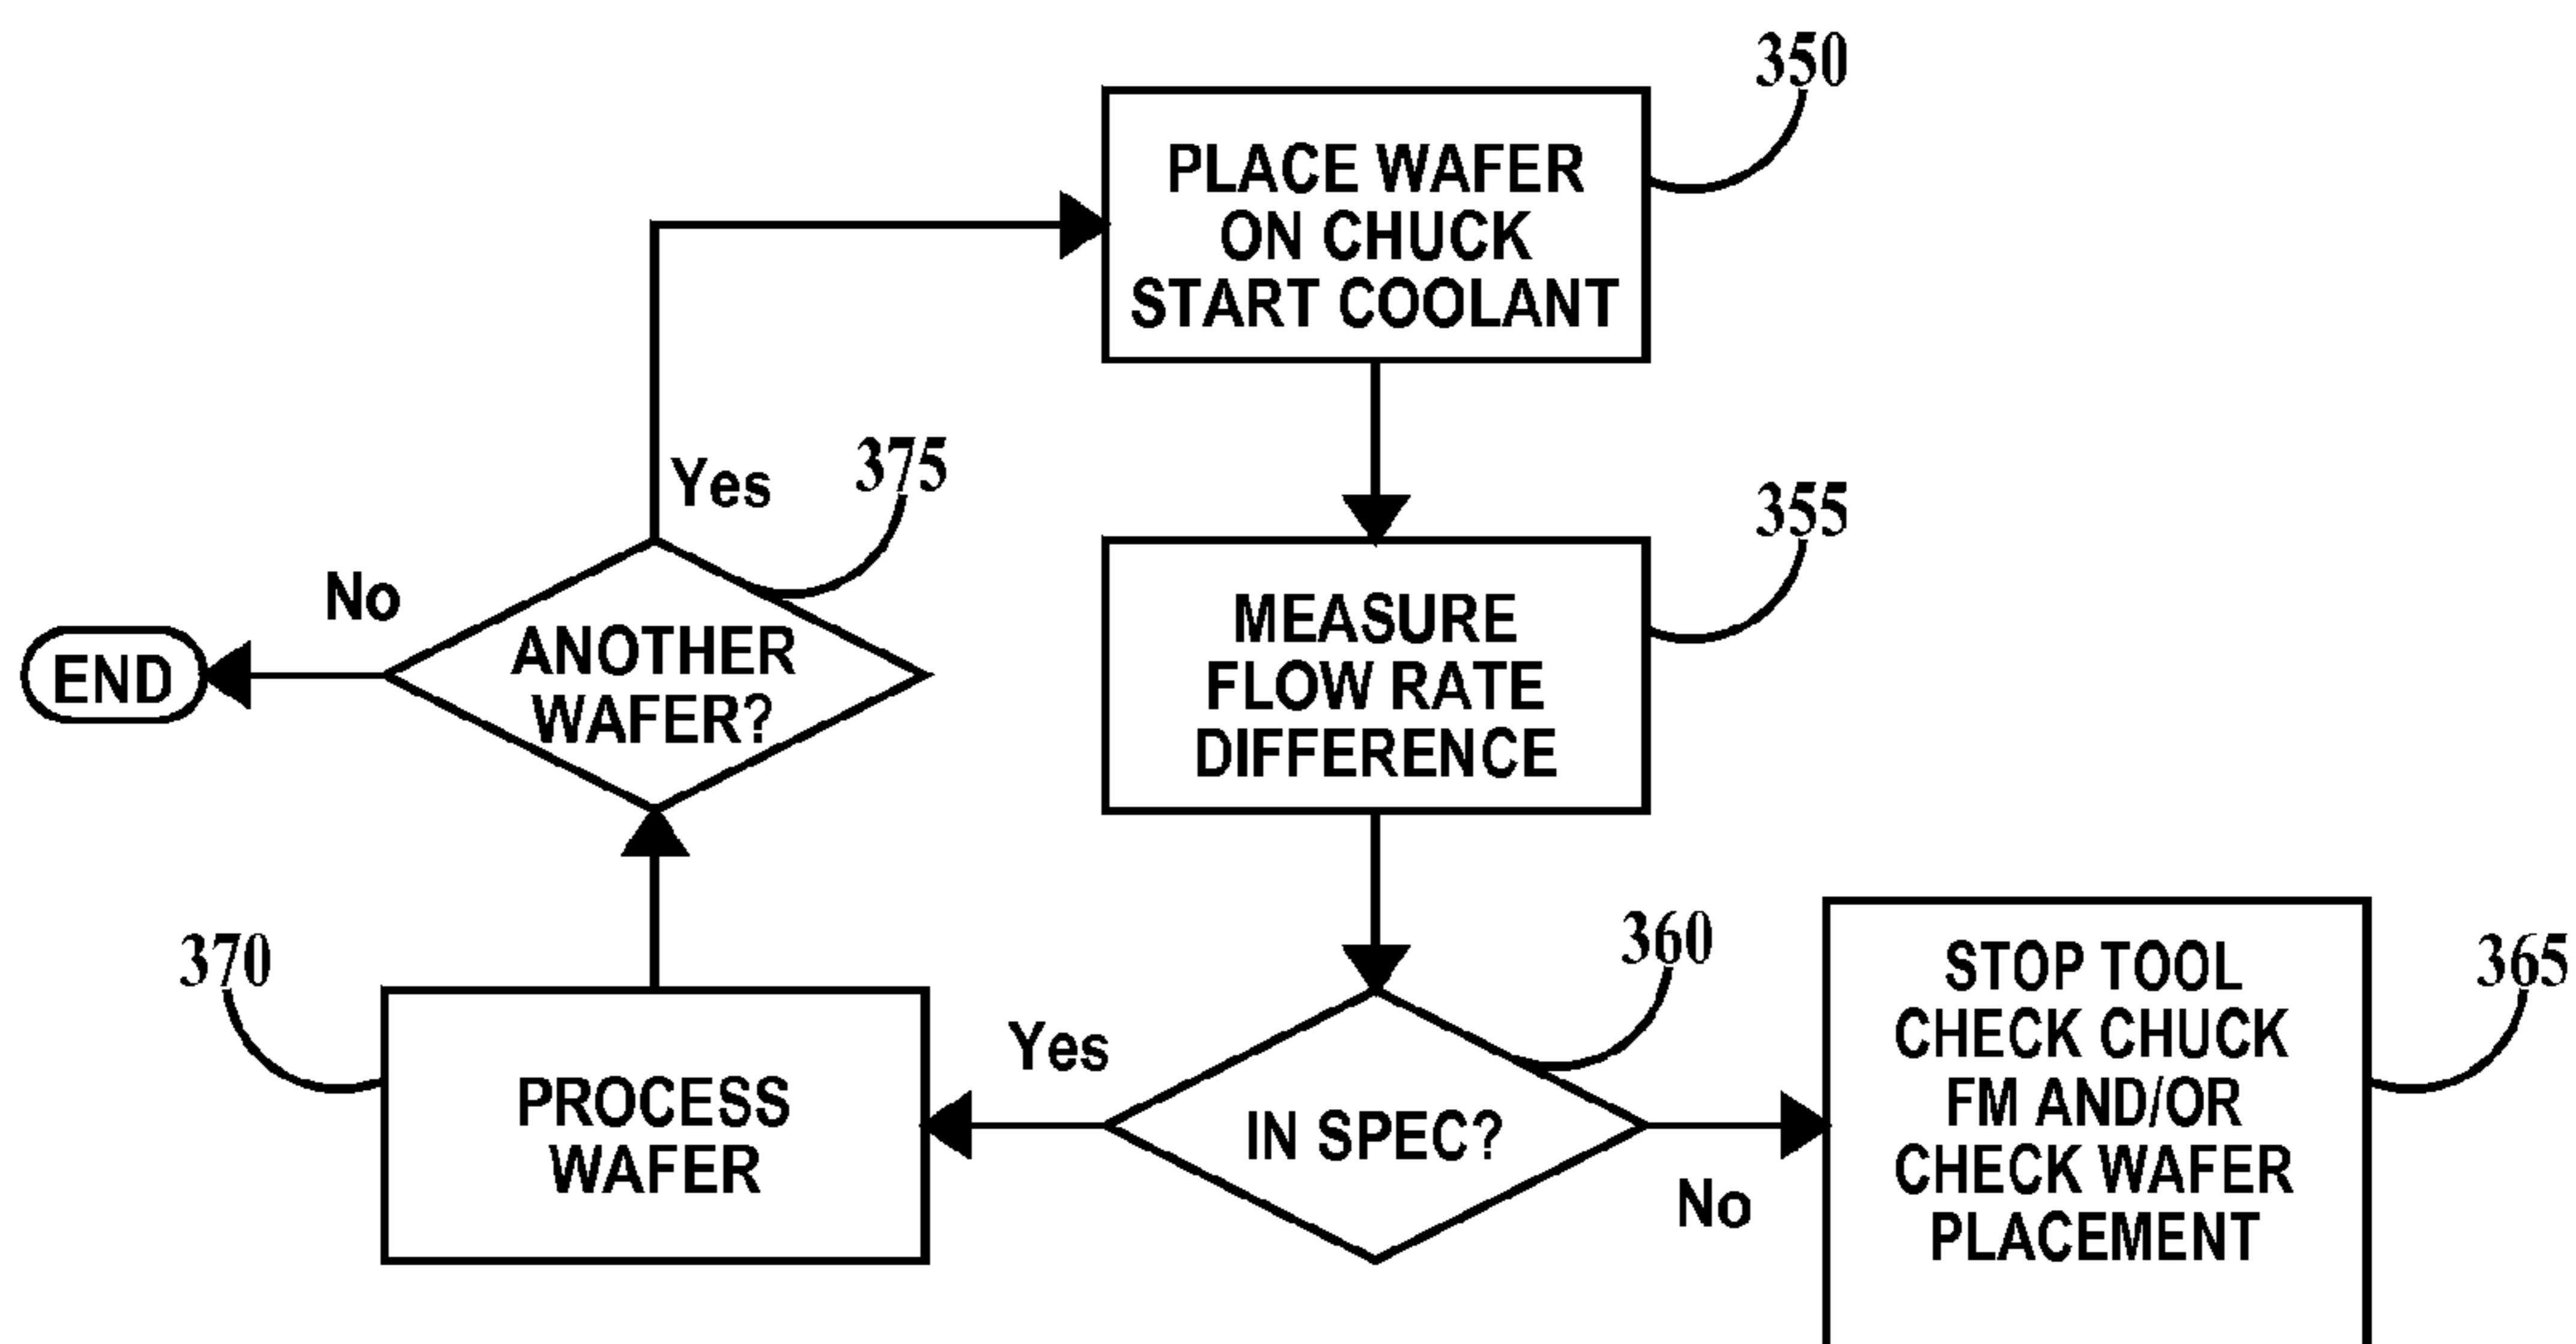 350
PLACE WAFER
ON CHUCK
START COOLANT
Yes
375
355
No
END
ANOTHER
WAFER?
MEASURE
FLOW RATE
DIFFERENCE
370
PROCESS
WAFER
Yes
360
IN SPEC?
No
365
STOP TOOL
CHECK CHUCK
FM AND/OR
CHECK WAFER
PLACEMENT